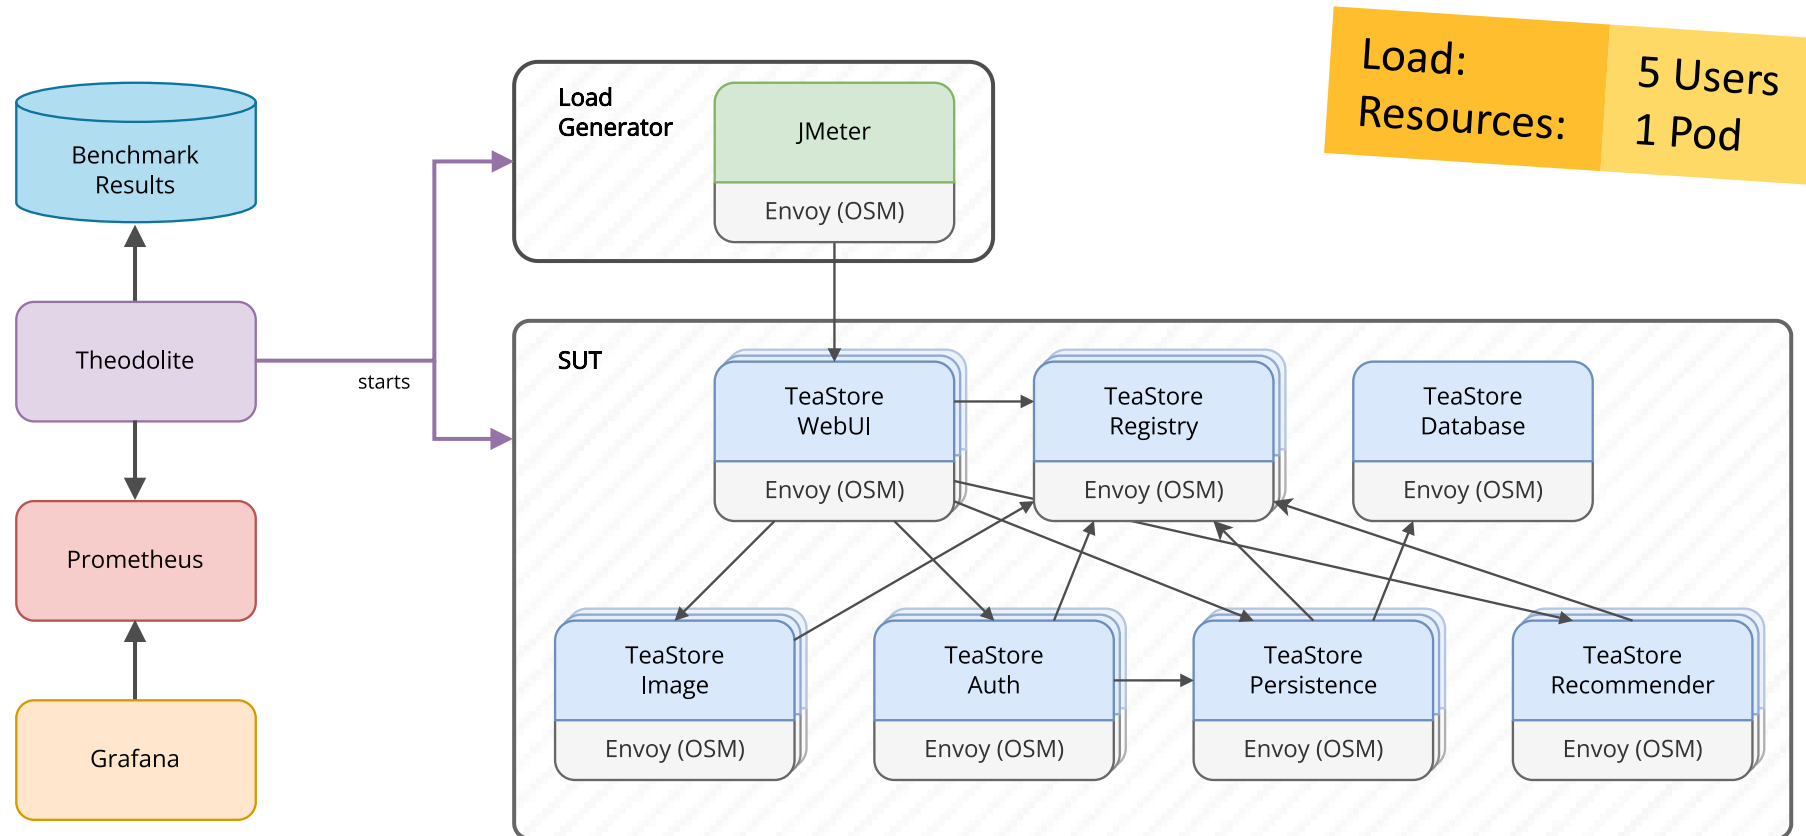 Load:
5 Users
Resources:
1 Pod
Benchmark
Results
Theodolite
starts
Prometheus
Grafana
Load
Generator
JMeter
Envoy (OSM)
SUT
TeaStore
WebUI
Envoy (OSM)
TeaStore
Registry
Envoy (OSM)
TeaStore
Database
Envoy (OSM)
TeaStore
Image
Envoy (OSM)
TeaStore
Auth
Envoy (OSM)
TeaStore
Persistence
Envoy (OSM)
TeaStore
Recommender
Envoy (OSM)